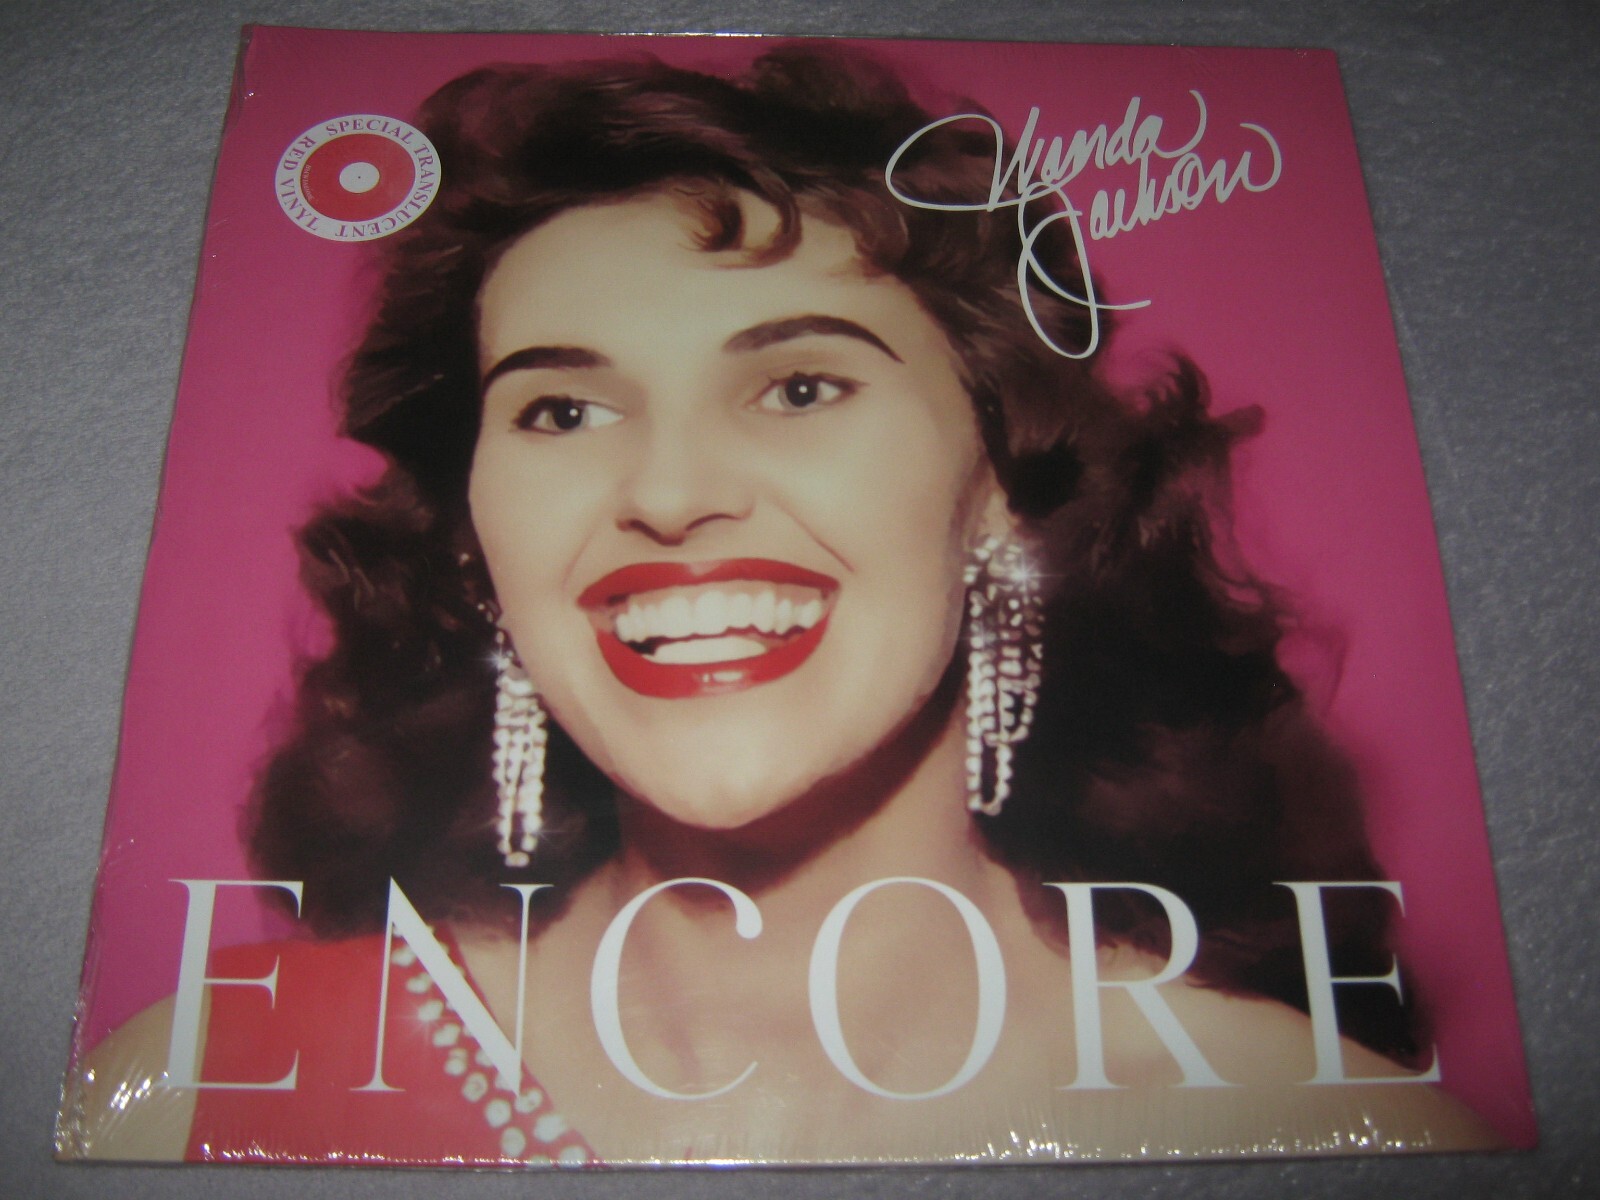 SPECIAL TRANSLUCENT
RED VINYL
Wanda
Jackson
ENCORE